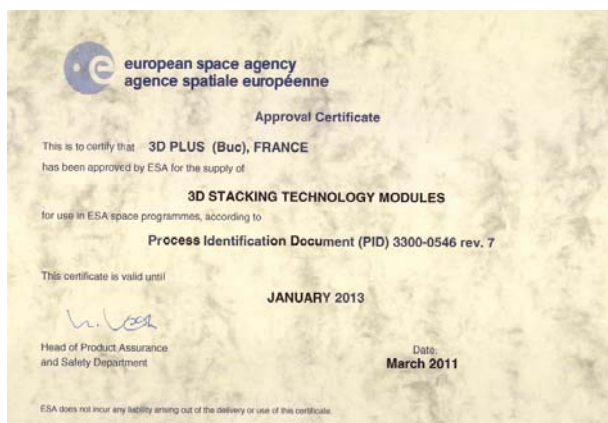 european space agency
agence spatiale européenne
Approval Certificate
This is to certify that 3D PLUS (Buc), FRANCE
has been approved by ESA for the supply of
3D STACKING TECHNOLOGY MODULES
for use in ESA space programmes, according to
Process Identification Document (PID) 3300-0546 rev. 7
This certificate is valid until
JANUARY 2013
Head of Product Assurance
and Safety Department
Date:
March 2011
ESA does not incur any liability arising out of the delivery or use of this certificate.